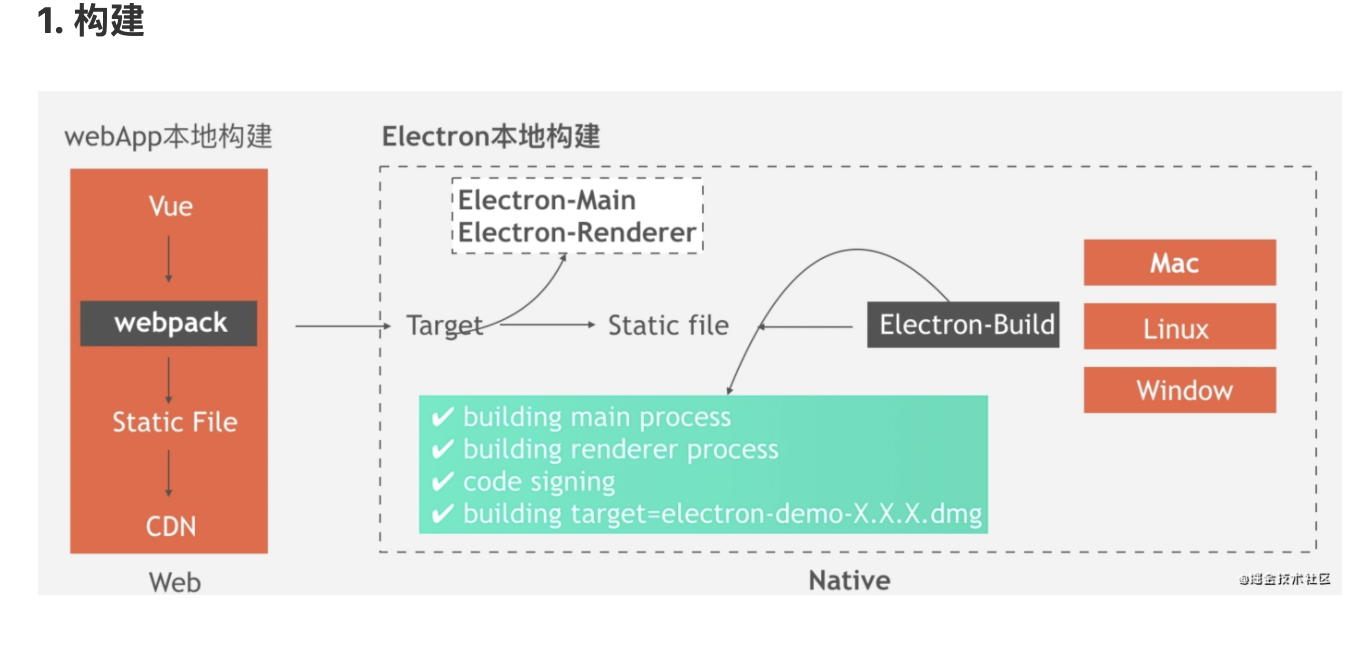 1. 构建
webApp本地构建
Vue
webpack
Static File
CDN
Web
Electron本地构建
Electron-Main
Electron-Renderer
Target
Static file
Electron-Build
Mac
Linux
Window
✔ building main process
✔ building renderer process
✔ code signing
✔ building target=electron-demo-X.X.X.dmg
Native
@掘金技术社区